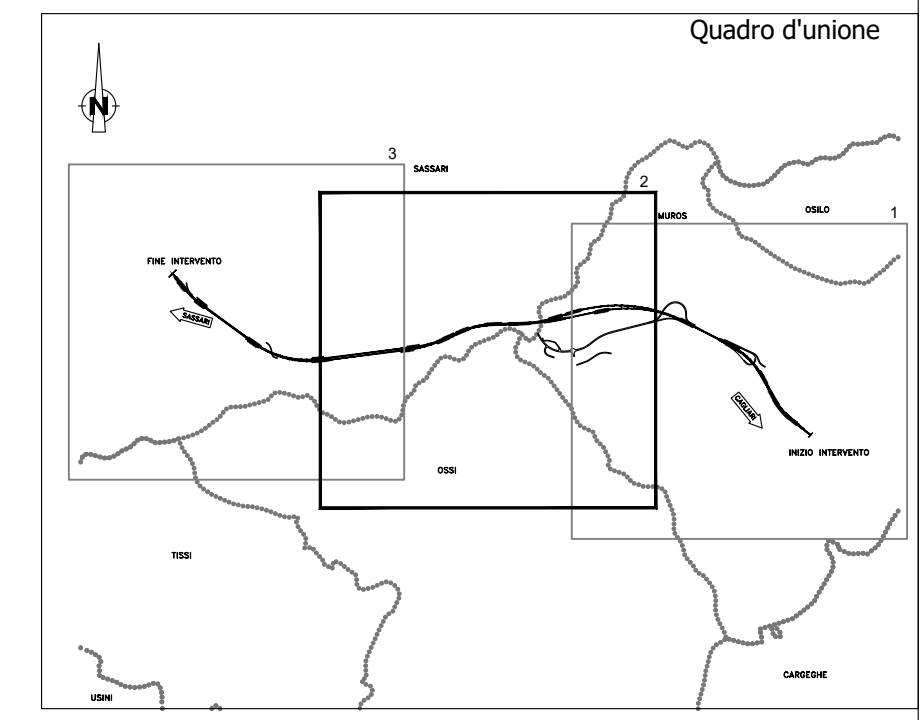 Quadro d'unione
N
3
SASSARI
2
MUROS
OSILO
1
FINE INTERVENTO
SASSARI
CAGLIARI
INIZIO INTERVENTO
OSSI
TISSI
CARGEGHE
USINI